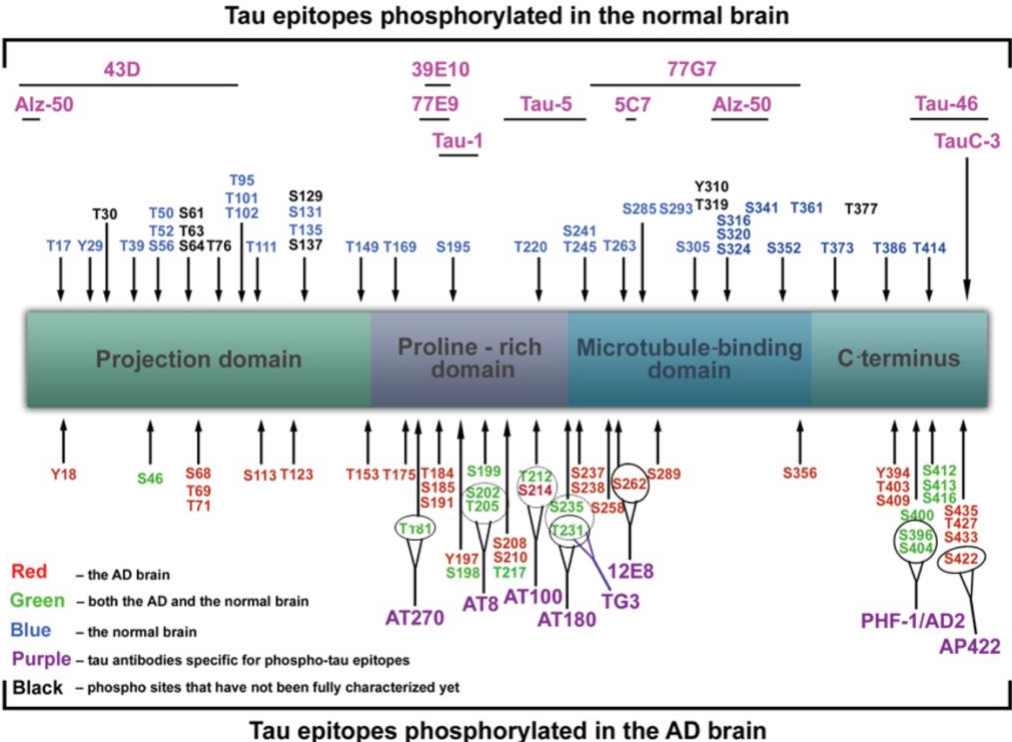 Tau epitopes phosphorylated in the normal brain
43D
39E10
77G7
Alz-50
77E9
Tau-5
5C7
Alz-50
Tau-46
Tau-1
TauC-3
T17
Y29
T30
T39
T50
T52
S56
S61
T63
S64
T76
T95
T101
T102
T111
S129
S131
T135
S137
T149
T169
S195
T220
S241
T245
T263
S285
S293
S305
Y310
T319
S316
S320
S324
S341
S352
T361
T373
T377
T386
T414
Projection domain
Proline - rich
domain
Microtubule-binding
domain
C-terminus
Y18
S46
S68
T69
T71
S113
T123
T153
T175
T181
T184
S185
S191
Y197
S198
S199
S202
T205
S208
S210
T217
T212
S214
S235
T231
S237
S238
S258
S262
S289
S356
Y394
T403
S409
S400
S396
S404
S412
S413
S416
S435
T427
S433
S422
AT270
AT8
AT100
AT180
TG3
12E8
PHF-1/AD2
AP422
Red – the AD brain
Green – both the AD and the normal brain
Blue – the normal brain
Purple – tau antibodies specific for phospho-tau epitopes
Black – phospho sites that have not been fully characterized yet
Tau epitopes phosphorylated in the AD brain